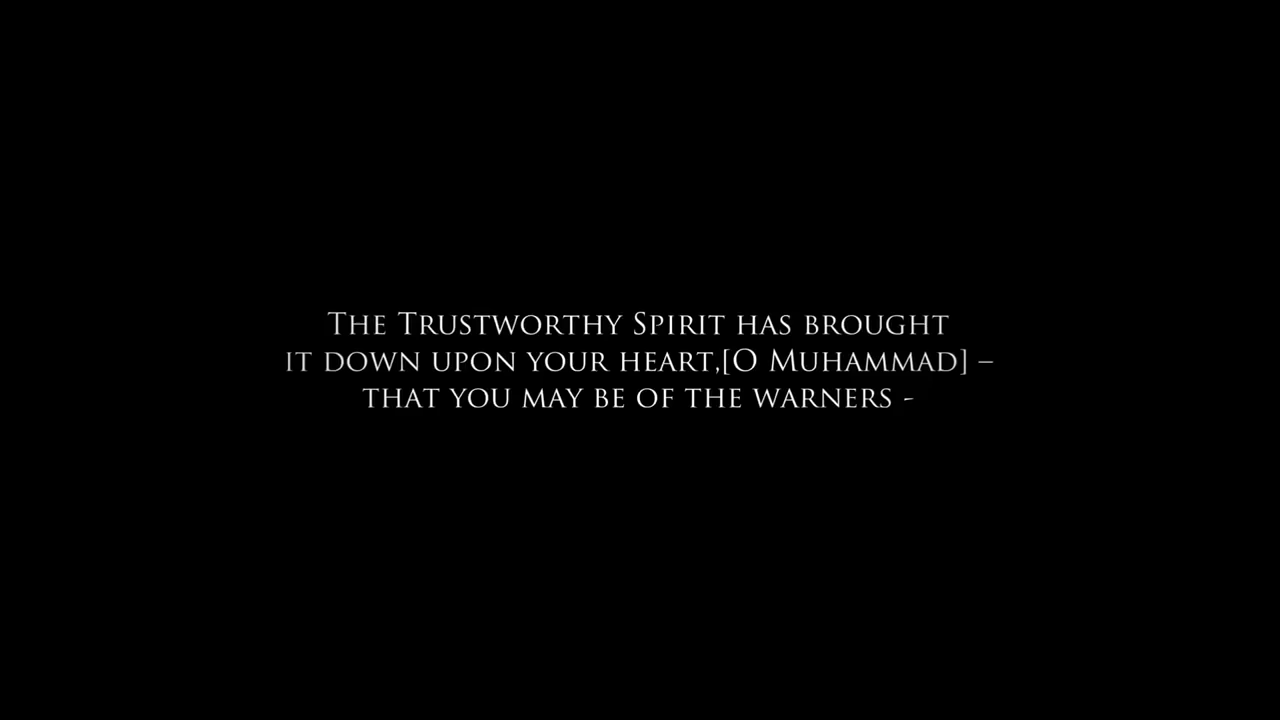 The Trustworthy Spirit has brought
it down upon your heart,[O Muhammad] –
that you may be of the warners -